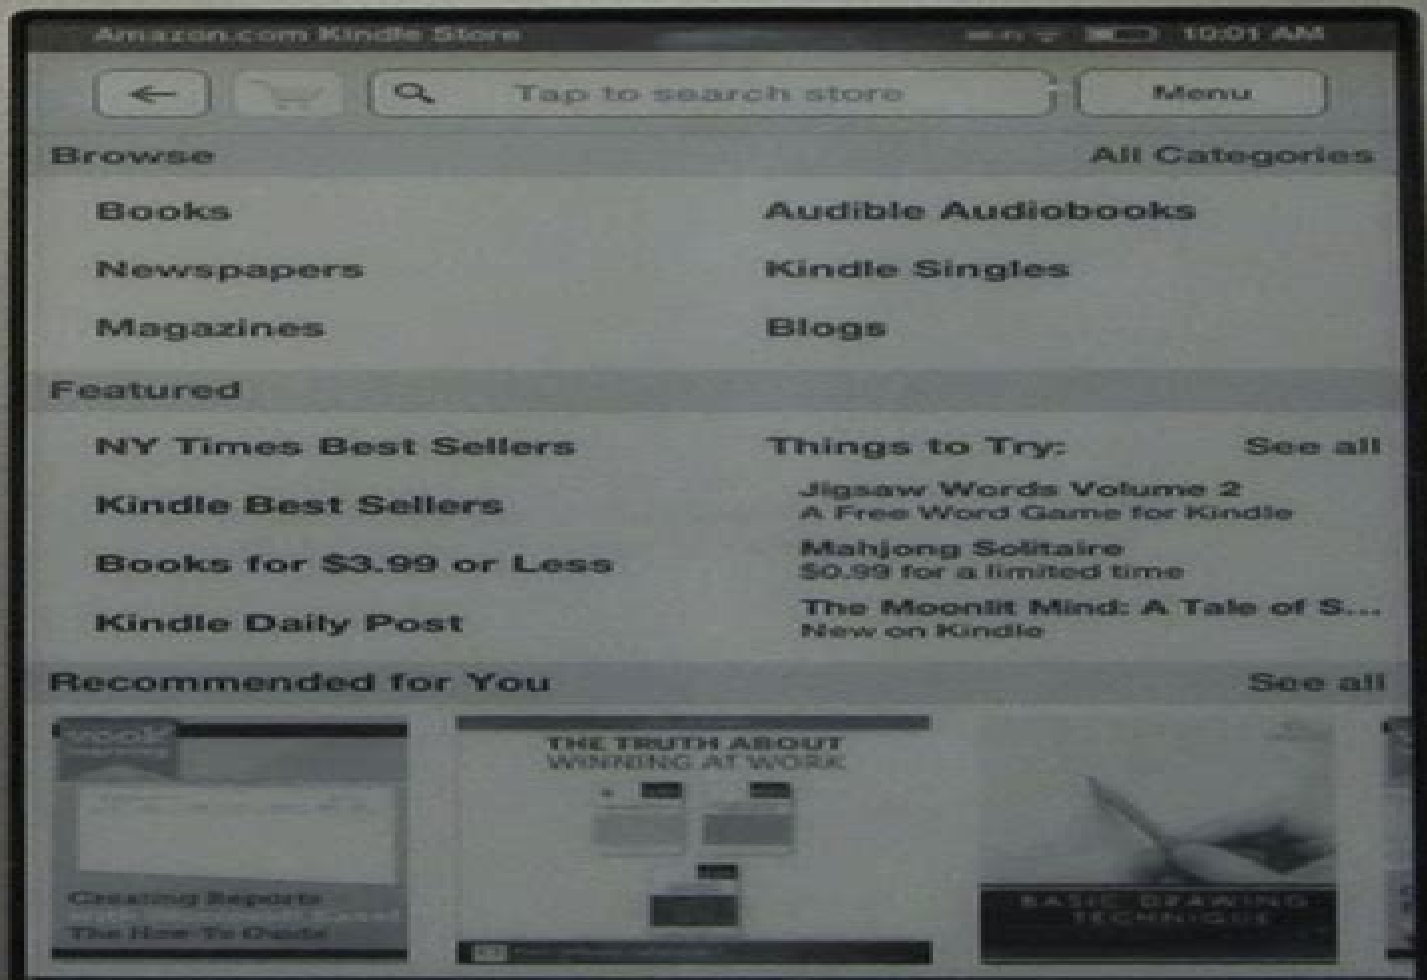 Amazon.com Kindle Store 10:01 AM
Tap to search store Menu
Browse All Categories
Books Audible Audiobooks
Newspapers Kindle Singles
Magazines Blogs
Featured
NY Times Best Sellers Things to Try: See all
Jigsaw Words Volume 2
Kindle Best Sellers
A Free Word Game for Kindle
Mahjong Solitaire
Books for $3.99 or Less
$0.99 for a limited time
The Moonlit Mind: A Tale of S...
Kindle Daily Post
New on Kindle
Recommended for You See all
vook
THE TRUTH ABOUT
WINNING AT WORK
Creating Reports
The How-To Guide
BASIC DRAWING
TECHNIQUE